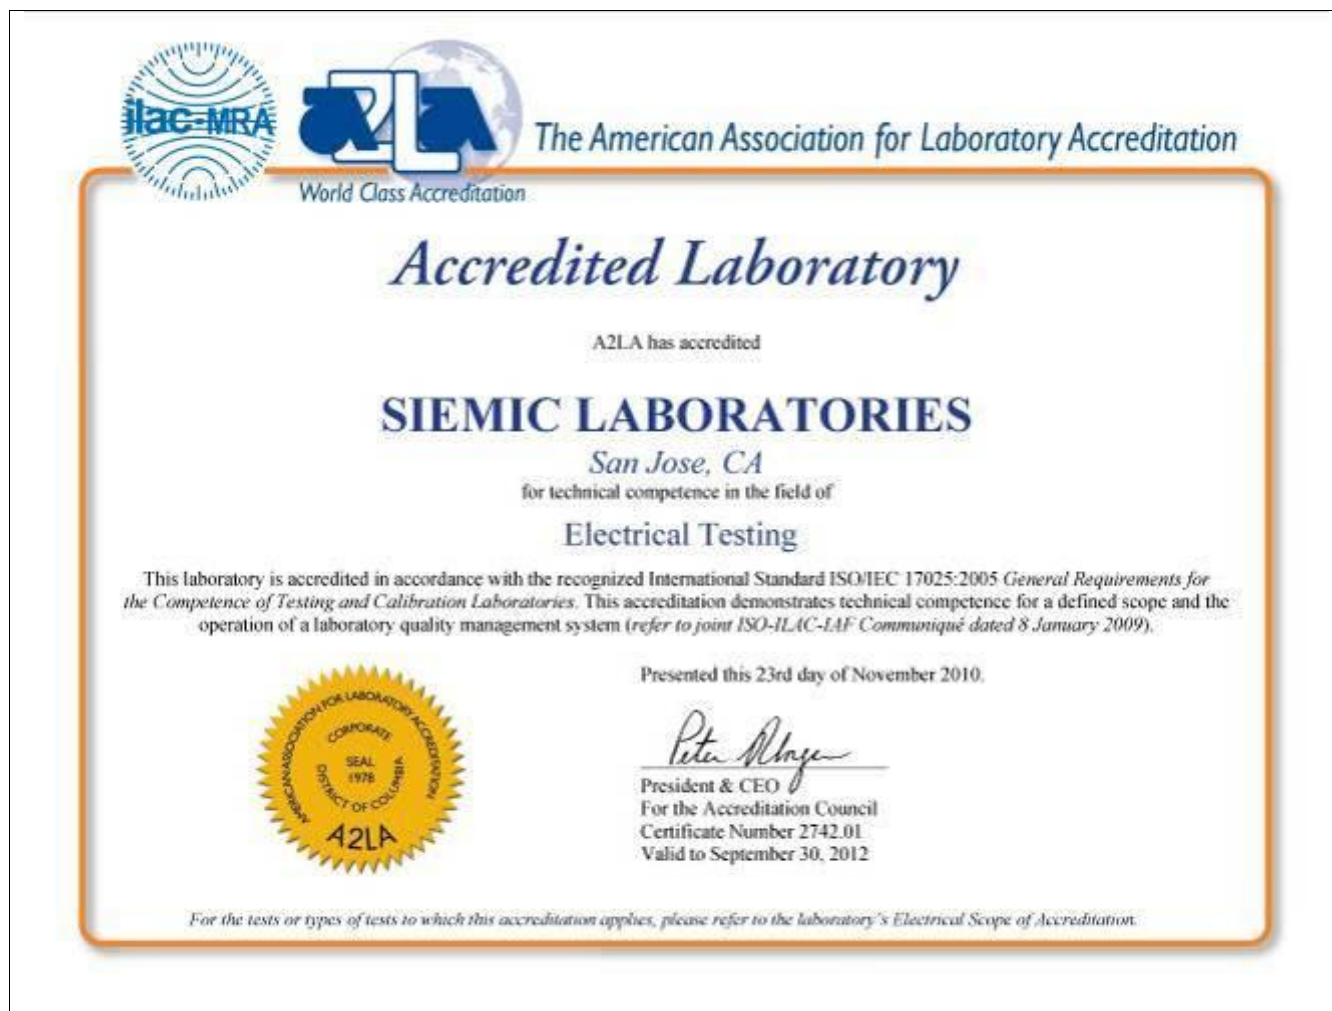 ilac-MRA
a2la
The American Association for Laboratory Accreditation
World Class Accreditation
Accredited Laboratory
A2LA has accredited
SIEMIC LABORATORIES
San Jose, CA
for technical competence in the field of
Electrical Testing
This laboratory is accredited in accordance with the recognized International Standard ISO/IEC 17025:2005 General Requirements for
the Competence of Testing and Calibration Laboratories. This accreditation demonstrates technical competence for a defined scope and the
operation of a laboratory quality management system (refer to joint ISO-ILAC-IAF Communiqué dated 8 January 2009).
AMERICAN ASSOCIATION FOR LABORATORY ACCREDITATION
CORPORATE
SEAL
1978
DISTRICT OF COLUMBIA
A2LA
Presented this 23rd day of November 2010.
President & CEO
For the Accreditation Council
Certificate Number 2742.01
Valid to September 30, 2012
For the tests or types of tests to which this accreditation applies, please refer to the laboratory's Electrical Scope of Accreditation.